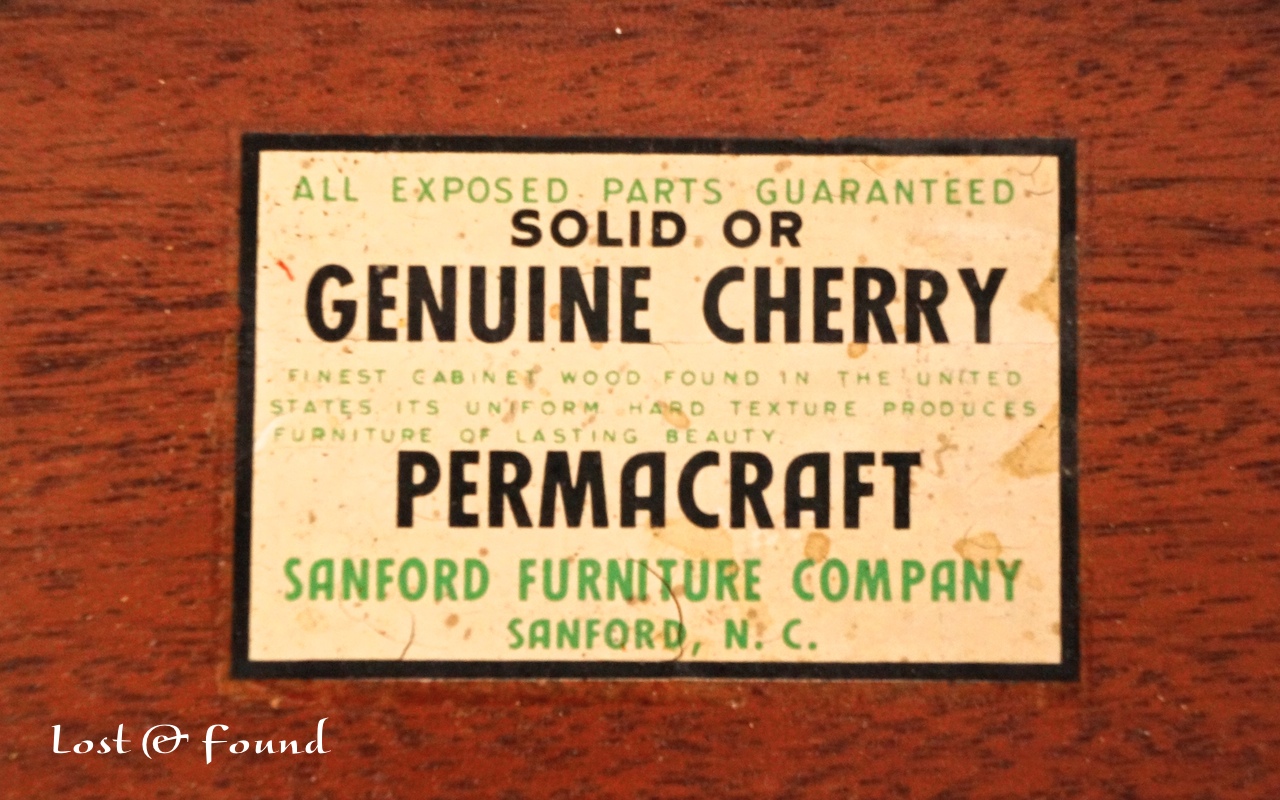 ALL EXPOSED PARTS GUARANTEED
SOLID OR
GENUINE CHERRY
FINEST CABINET WOOD FOUND IN THE UNITED
STATES. ITS UNIFORM HARD TEXTURE PRODUCES
FURNITURE OF LASTING BEAUTY.
PERMACRAFT
SANFORD FURNITURE COMPANY
SANFORD, N. C.
Lost & Found